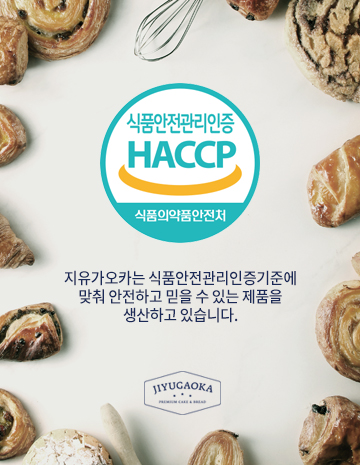 식품안전관리인증
HACCP
식품의약품안전처
지유가오카는 식품안전관리인증기준에
맞춰 안전하고 믿을 수 있는 제품을
생산하고 있습니다.
JIYUGAOKA
PREMIUM CAKE & BREAD